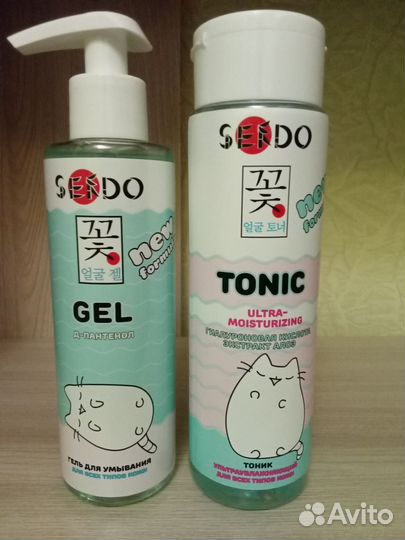 SENDO
꽃
얼굴 젤
new
formula
GEL
Д-ПАНТЕНОЛ
ГЕЛЬ ДЛЯ УМЫВАНИЯ
ДЛЯ ВСЕХ ТИПОВ КОЖИ
SENDO
꽃
얼굴 토너
new
TONIC
ULTRA-
MOISTURIZING
ГИАЛУРОНОВАЯ КИСЛОТА
ЭКСТРАКТ АЛОЭ
ТОНИК
УЛЬТРАУВЛАЖНЯЮЩИЙ
ДЛЯ ВСЕХ ТИПОВ КОЖИ
Avito